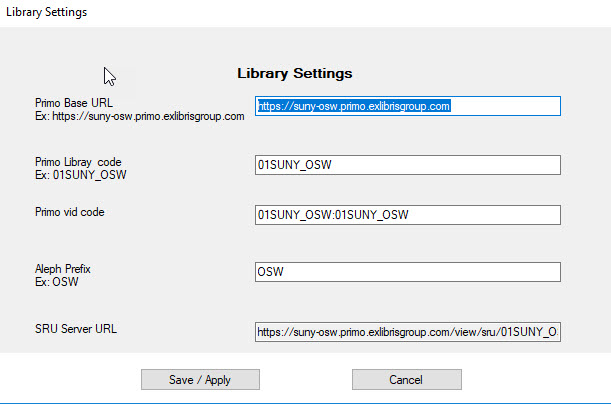 Library Settings
Library Settings
Primo Base URL
Ex: https://suny-osw.primo.exlibrisgroup.com
https://suny-osw.primo.exlibrisgroup.com
Primo Libray code
Ex: 01SUNY_OSW
01SUNY_OSW
Primo vid code
01SUNY_OSW:01SUNY_OSW
Aleph Prefix
Ex: OSW
OSW
SRU Server URL
https://suny-osw.primo.exlibrisgroup.com/view/sru/01SUNY_O
Save / Apply
Cancel